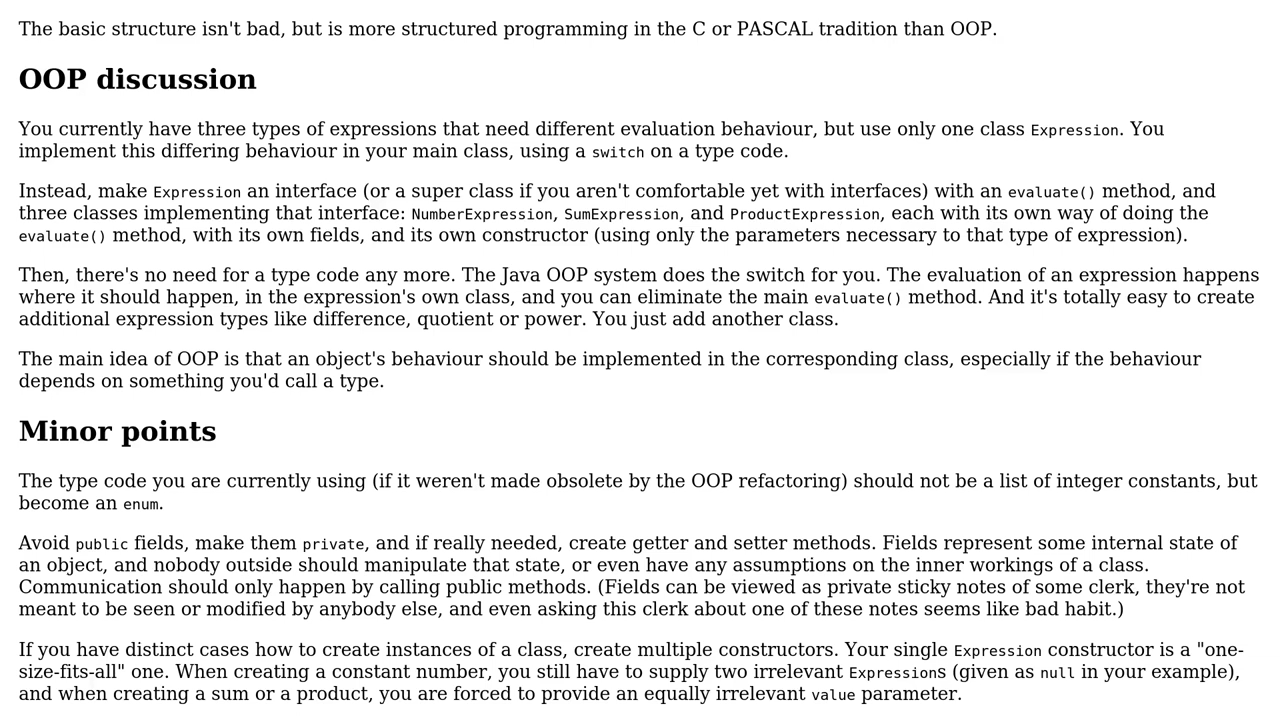 The basic structure isn't bad, but is more structured programming in the C or PASCAL tradition than OOP.
OOP discussion
You currently have three types of expressions that need different evaluation behaviour, but use only one class Expression. You
implement this differing behaviour in your main class, using a switch on a type code.
Instead, make Expression an interface (or a super class if you aren't comfortable yet with interfaces) with an evaluate() method, and
three classes implementing that interface: NumberExpression, SumExpression, and ProductExpression, each with its own way of doing the
evaluate() method, with its own fields, and its own constructor (using only the parameters necessary to that type of expression).
Then, there's no need for a type code any more. The Java OOP system does the switch for you. The evaluation of an expression happens
where it should happen, in the expression's own class, and you can eliminate the main evaluate() method. And it's totally easy to create
additional expression types like difference, quotient or power. You just add another class.
The main idea of OOP is that an object's behaviour should be implemented in the corresponding class, especially if the behaviour
depends on something you'd call a type.
Minor points
The type code you are currently using (if it weren't made obsolete by the OOP refactoring) should not be a list of integer constants, but
become an enum.
Avoid public fields, make them private, and if really needed, create getter and setter methods. Fields represent some internal state of
an object, and nobody outside should manipulate that state, or even have any assumptions on the inner workings of a class.
Communication should only happen by calling public methods. (Fields can be viewed as private sticky notes of some clerk, they're not
meant to be seen or modified by anybody else, and even asking this clerk about one of these notes seems like bad habit.)
If you have distinct cases how to create instances of a class, create multiple constructors. Your single Expression constructor is a "one-
size-fits-all" one. When creating a constant number, you still have to supply two irrelevant Expressions (given as null in your example),
and when creating a sum or a product, you are forced to provide an equally irrelevant value parameter.